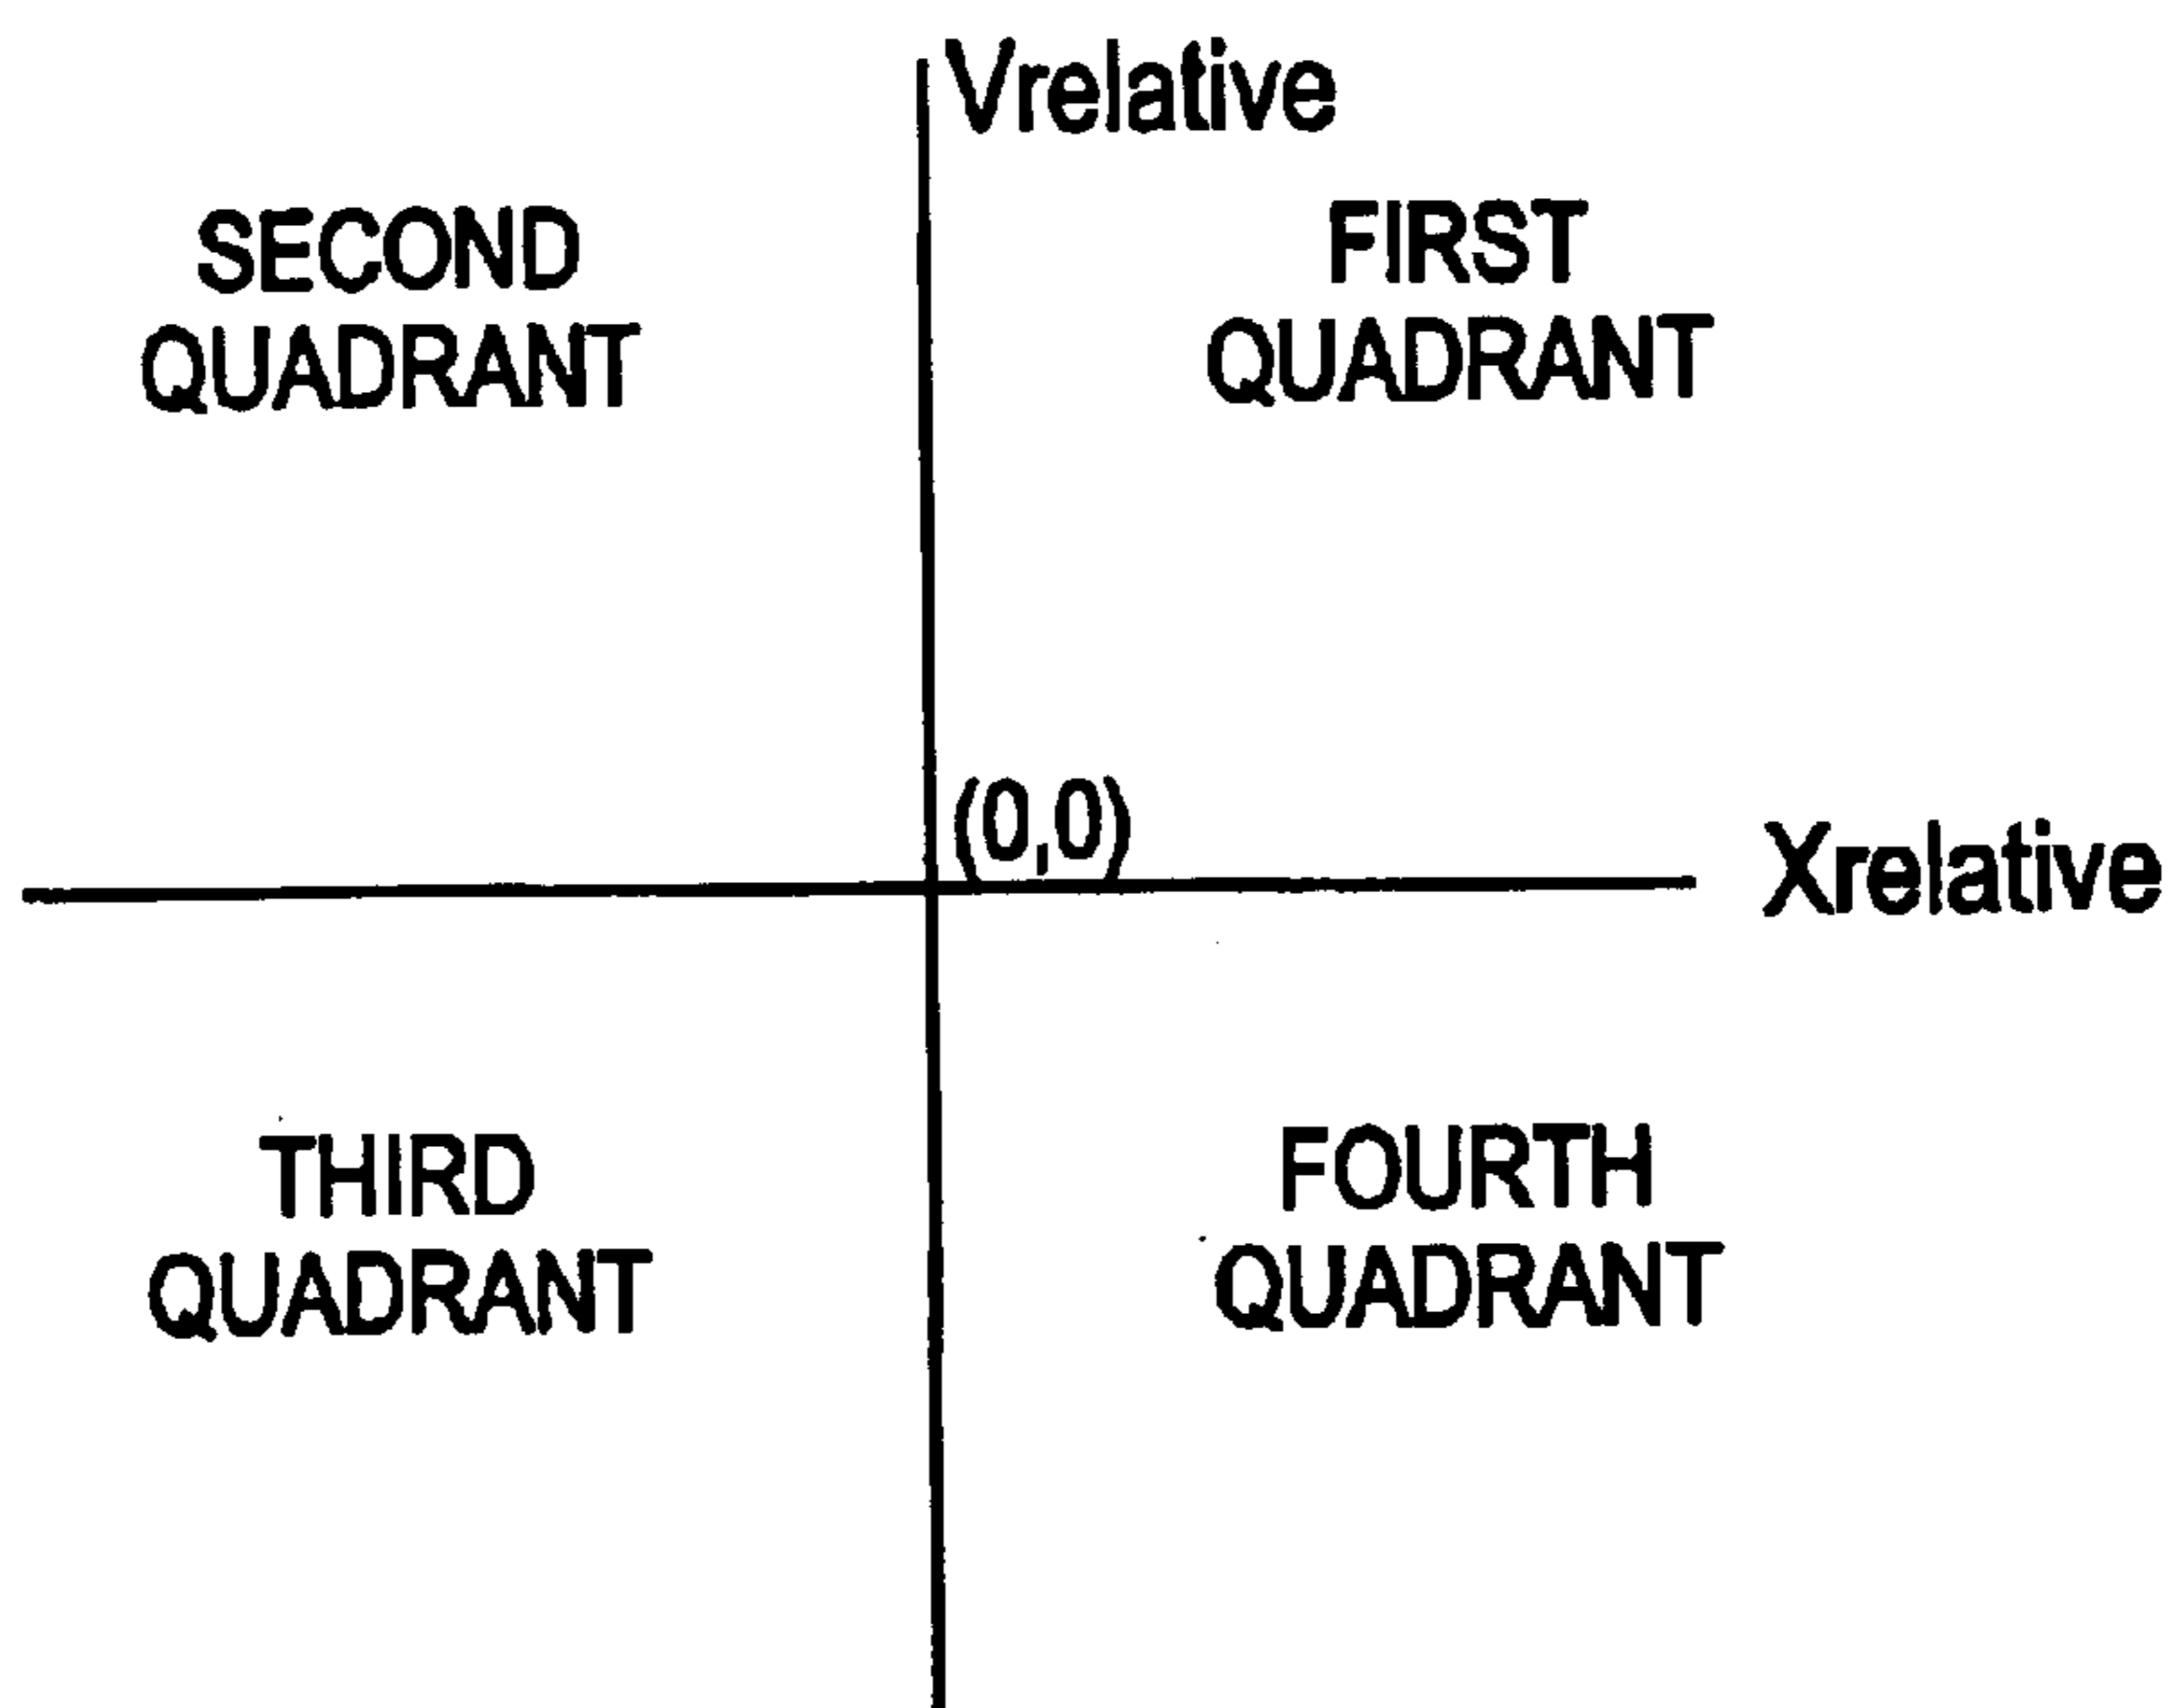 Vrelative
SECOND
QUADRANT
FIRST
QUADRANT
(0,0)
Xrelative
THIRD
QUADRANT
FOURTH
QUADRANT